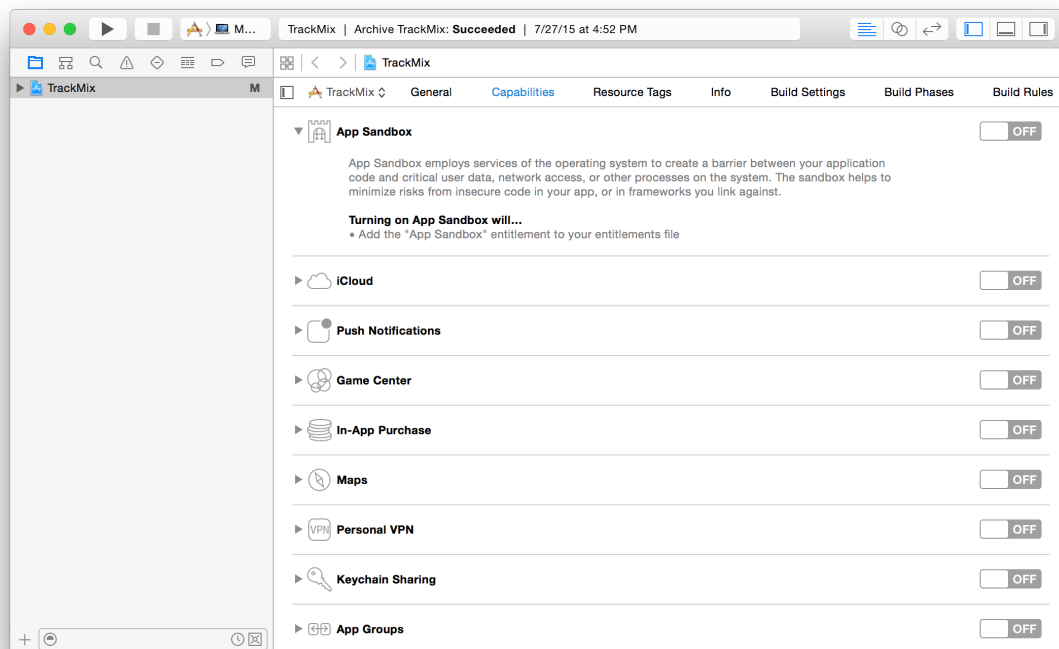 M... TrackMix | Archive TrackMix: Succeeded | 7/27/15 at 4:52 PM
TrackMix
TrackMix M
TrackMix General Capabilities Resource Tags Info Build Settings Build Phases Build Rules
App Sandbox OFF
App Sandbox employs services of the operating system to create a barrier between your application
code and critical user data, network access, or other processes on the system. The sandbox helps to
minimize risks from insecure code in your app, or in frameworks you link against.
Turning on App Sandbox will...
• Add the "App Sandbox" entitlement to your entitlements file
iCloud OFF
Push Notifications OFF
Game Center OFF
In-App Purchase OFF
Maps OFF
VPN Personal VPN OFF
Keychain Sharing OFF
App Groups OFF